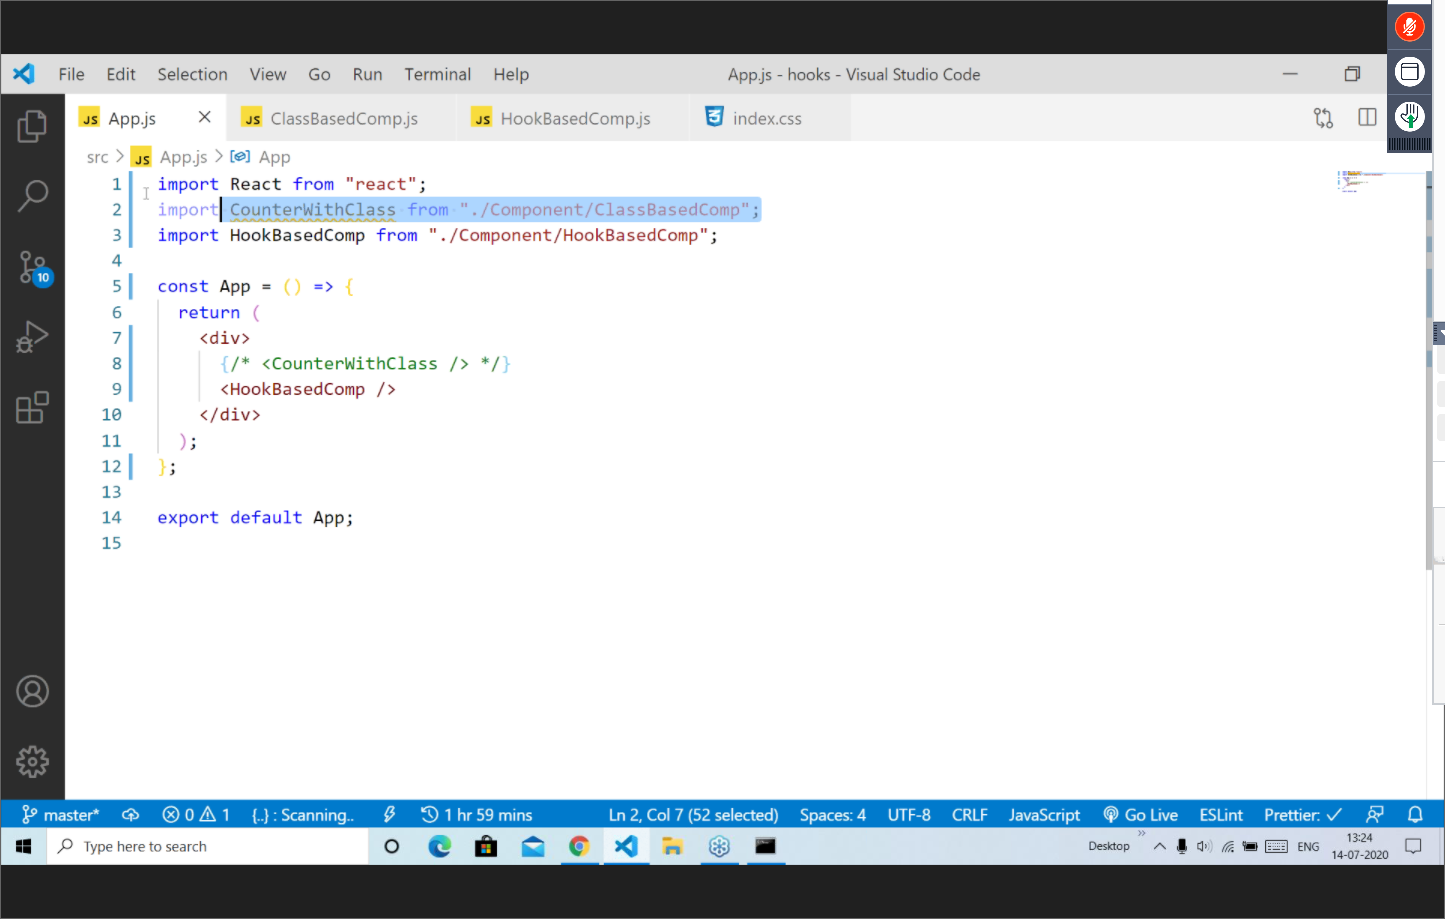 File Edit Selection View Go Run Terminal Help App.js - hooks - Visual Studio Code
JS App.js JS ClassBasedComp.js JS HookBasedComp.js index.css
src > JS App.js > App
1 import React from "react";
2 import CounterWithClass from "./Component/ClassBasedComp";
3 import HookBasedComp from "./Component/HookBasedComp";
4
5 const App = () => {
6 return (
7 <div>
8 {/* <CounterWithClass /> */}
9 <HookBasedComp />
10 </div>
11 );
12 };
13
14 export default App;
15
10
master* 0 1 {..} : Scanning.. 1 hr 59 mins Ln 2, Col 7 (52 selected) Spaces: 4 UTF-8 CRLF JavaScript Go Live ESLint Prettier: ✓
Type here to search Desktop ENG 13:24
14-07-2020